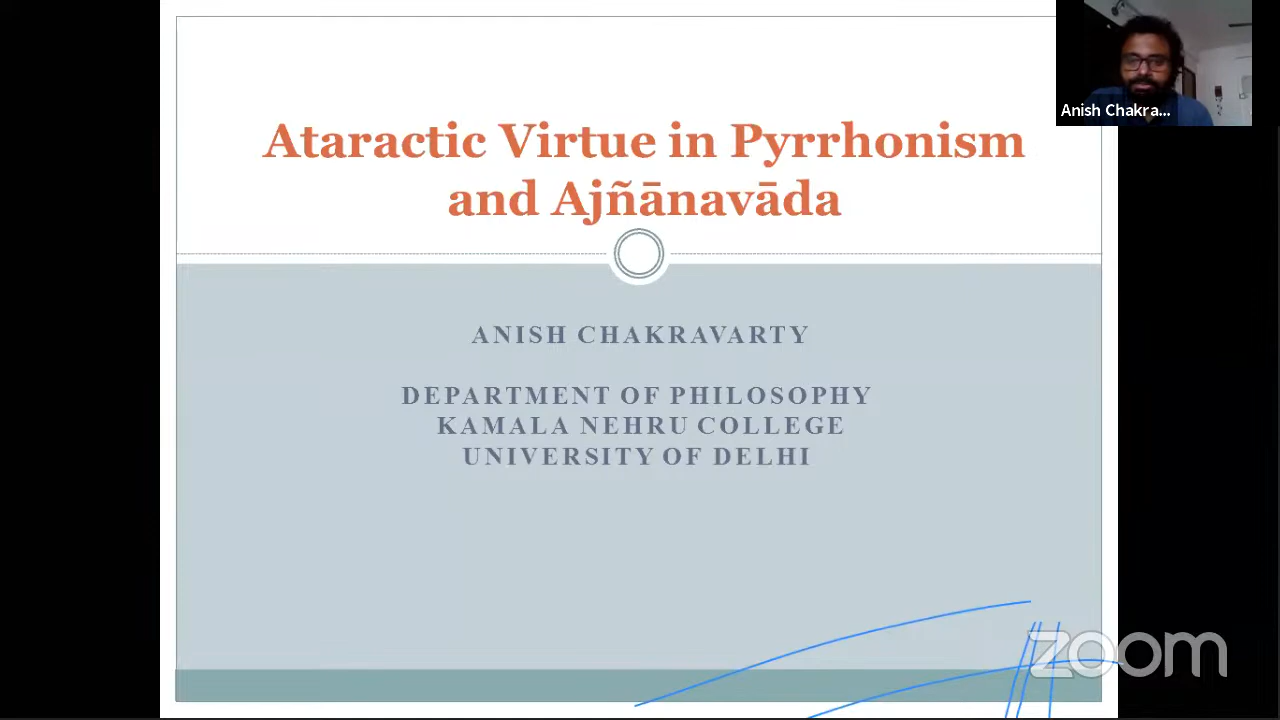 Ataractic Virtue in Pyrrhonism
and Ajñānavāda
ANISH CHAKRAVARTY
DEPARTMENT OF PHILOSOPHY
KAMALA NEHRU COLLEGE
UNIVERSITY OF DELHI
Anish Chakra...
zoom